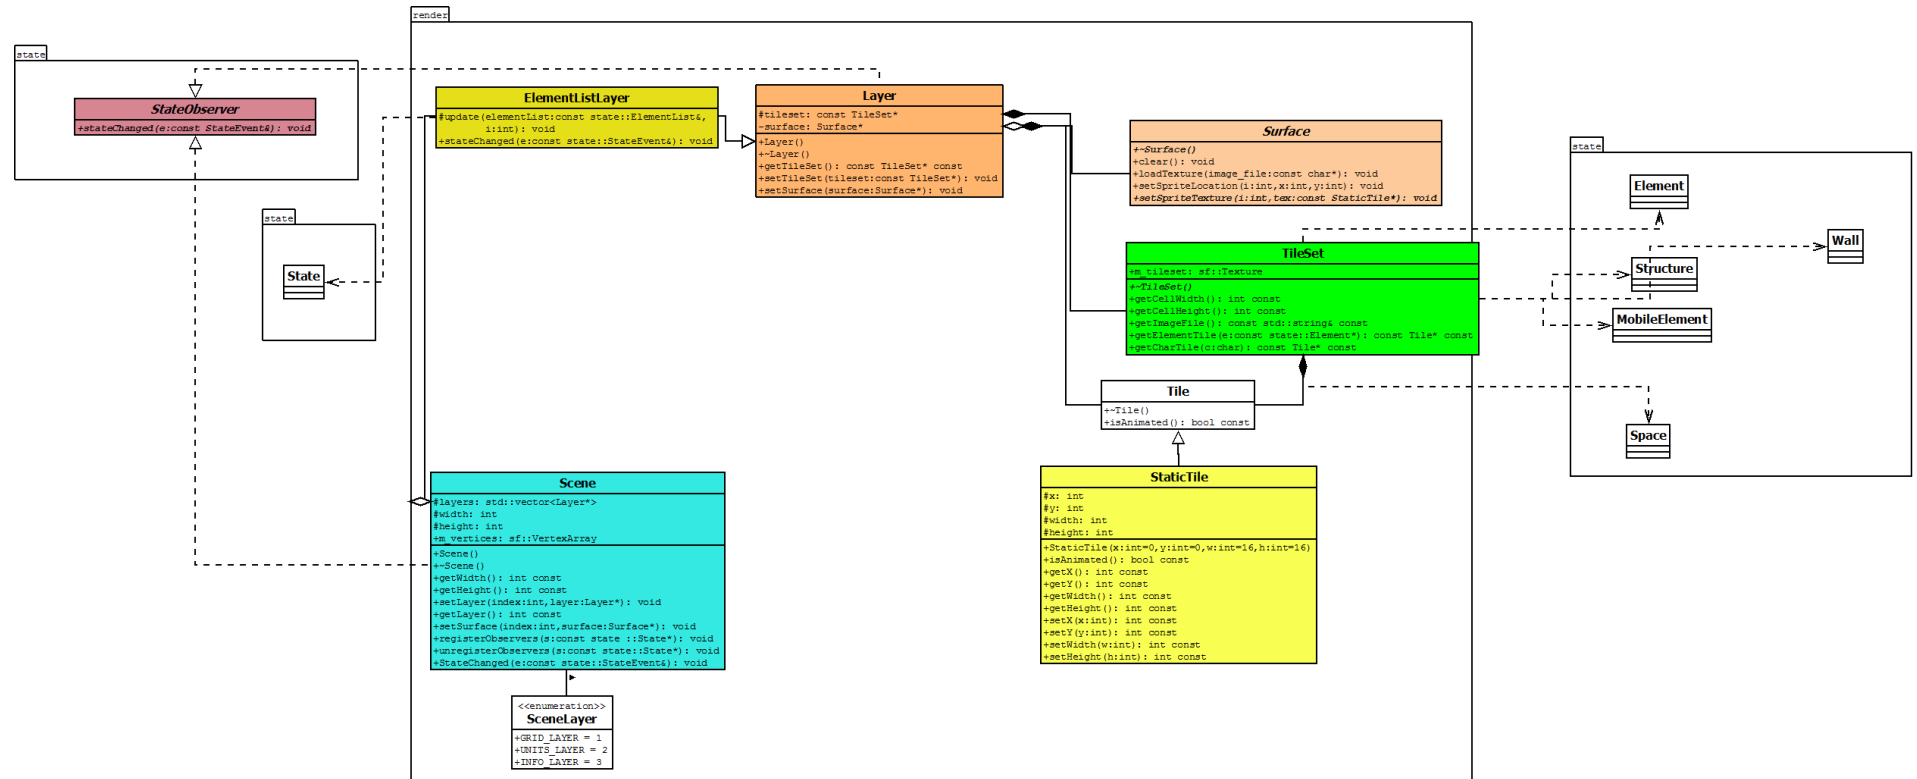 render
state
StateObserver
+stateChanged(e:const StateEvent&): void
ElementListLayer
#update(elementList:const state::ElementList&,
i:int): void
+stateChanged(e:const state::StateEvent&): void
Layer
#tileset: const TileSet*
-surface: Surface*
+Layer()
+~Layer()
+getTileSet(): const TileSet* const
+setTileSet(tileset:const TileSet*): void
+setSurface(surface:Surface*): void
Surface
+~Surface()
+clear(): void
+loadTexture(image_file:const char*): void
+setSpriteLocation(i:int,x:int,y:int): void
+setSpriteTexture(i:int,tex:const StaticTile*): void
state
Element
Wall
Structure
MobileElement
Space
state
State
TileSet
+m_tileset: sf::Texture
+~TileSet()
+getCellWidth(): int const
+getCellHeight(): int const
+getImageFile(): const std::string& const
+getElementTile(e:const state::Element*): const Tile* const
+getCharTile(c:char): const Tile* const
Tile
+~Tile()
+isAnimated(): bool const
StaticTile
#x: int
#y: int
#width: int
#height: int
+StaticTile(x:int=0,y:int=0,w:int=16,h:int=16)
+isAnimated(): bool const
+getX(): int const
+getY(): int const
+getWidth(): int const
+getHeight(): int const
+setX(x:int): int const
+setY(y:int): int const
+setWidth(w:int): int const
+setHeight(h:int): int const
Scene
#layers: std::vector<Layer*>
#width: int
#height: int
+m_vertices: sf::VertexArray
+Scene()
+~Scene()
+getWidth(): int const
+getHeight(): int const
+setLayer(index:int,layer:Layer*): void
+getLayer(): int const
+setSurface(index:int,surface:Surface*): void
+registerObservers(s:const state ::State*): void
+unregisterObservers(s:const state::State*): void
+StateChanged(e:const state::StateEvent&): void
<<enumeration>>
SceneLayer
+GRID_LAYER = 1
+UNITS_LAYER = 2
+INFO_LAYER = 3